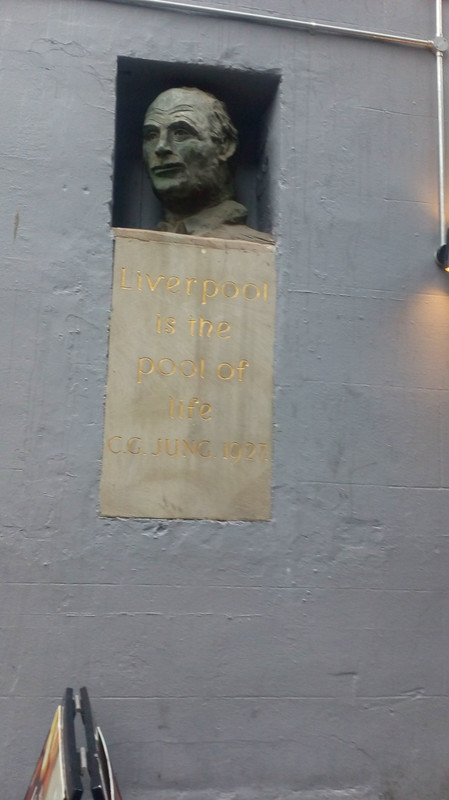 Liverpool
is the
pool of
life
C.G. JUNG. 1927